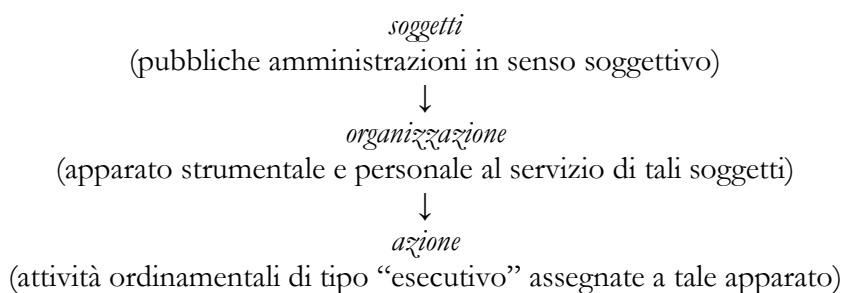 soggetti
(pubbliche amministrazioni in senso soggettivo)
↓
organizzazione
(apparato strumentale e personale al servizio di tali soggetti)
↓
azione
(attività ordinamentali di tipo “esecutivo” assegnate a tale apparato)